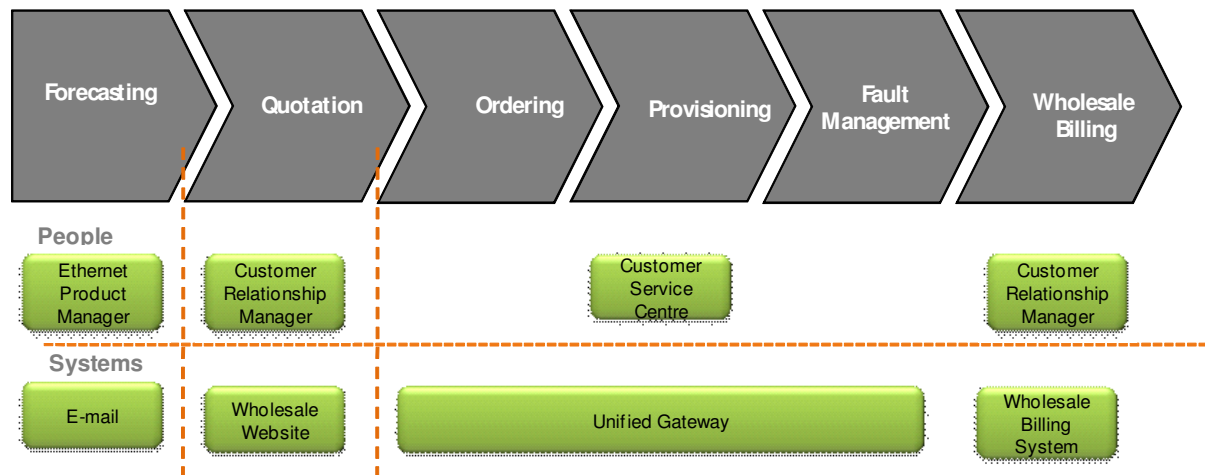 Forecasting
Quotation
Ordering
Provisioning
Fault
Management
Wholesale
Billing
People
Ethernet
Product
Manager
Customer
Relationship
Manager
Customer
Service
Centre
Customer
Relationship
Manager
Systems
E-mail
Wholesale
Website
Unified Gateway
Wholesale
Billing
System